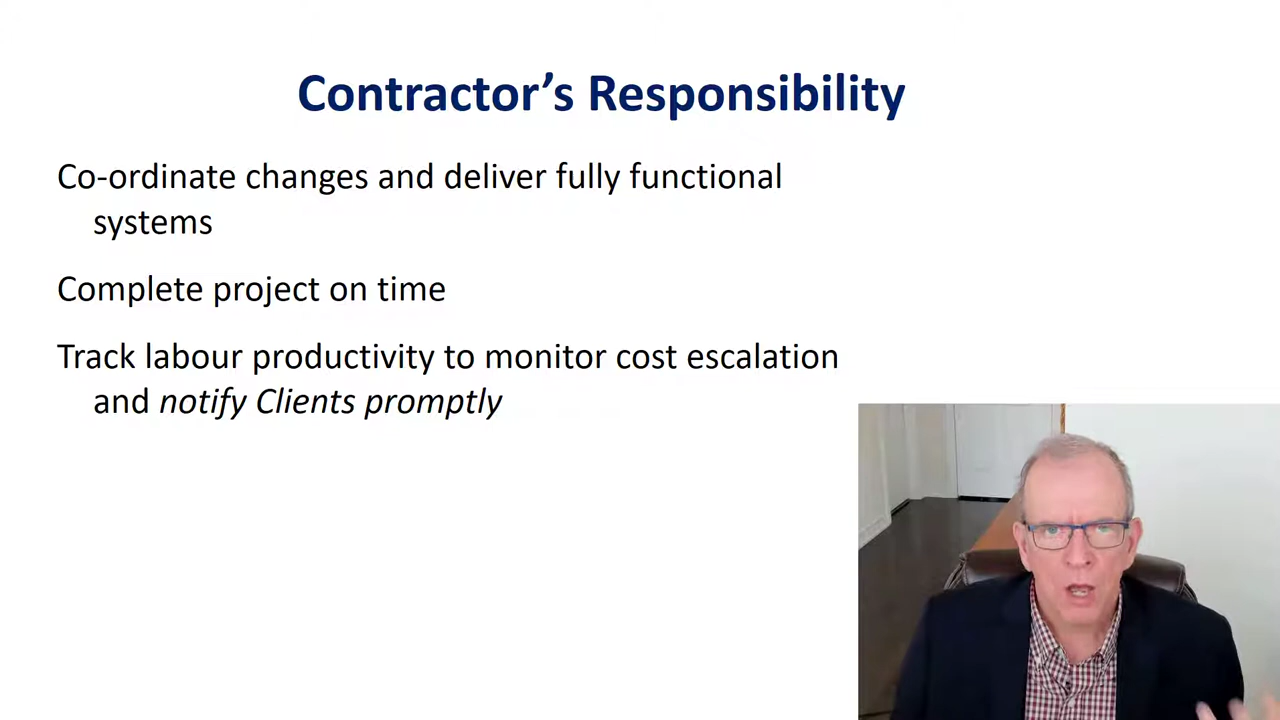 Contractor’s Responsibility
Co-ordinate changes and deliver fully functional
systems
Complete project on time
Track labour productivity to monitor cost escalation
and notify Clients promptly